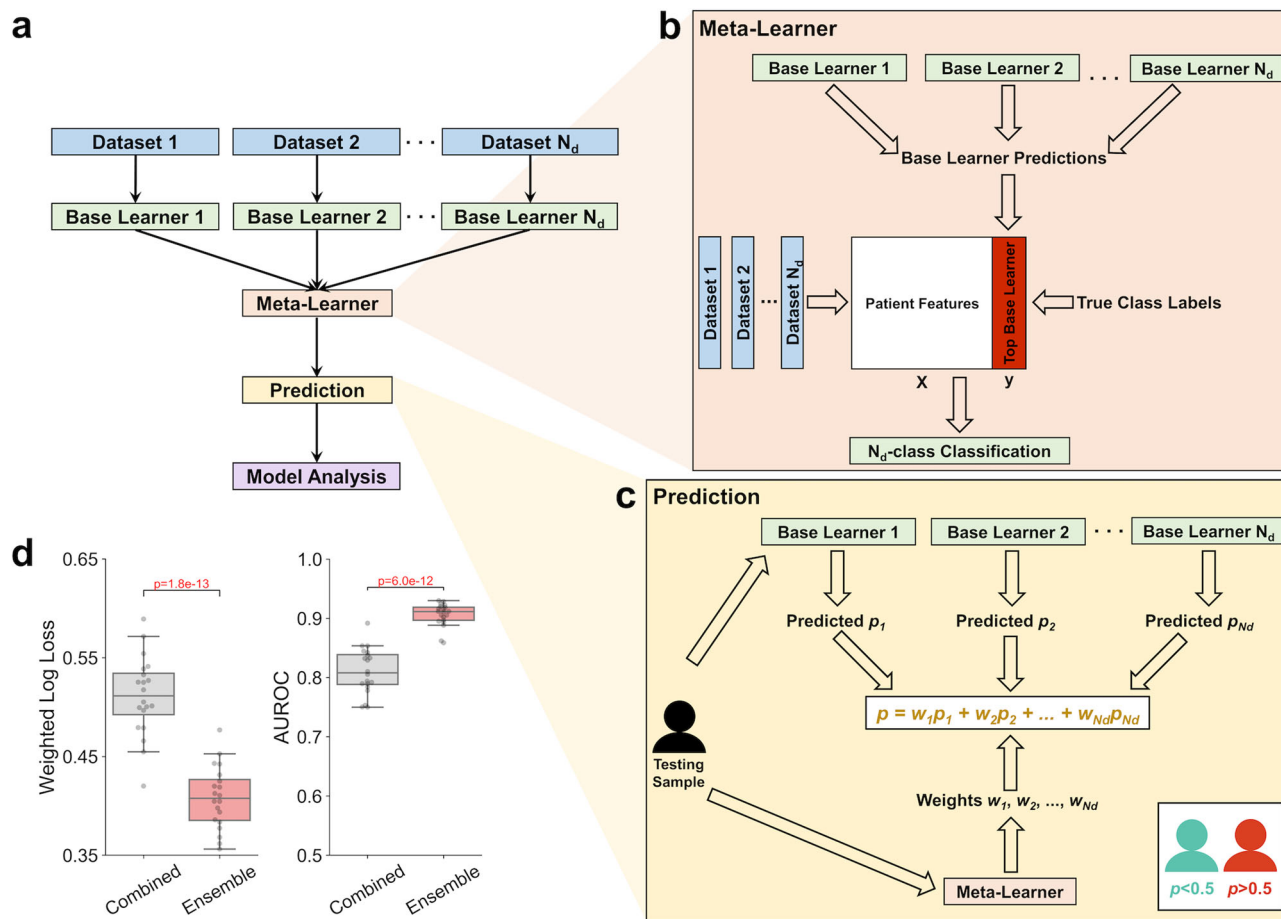 a
Dataset 1
Dataset 2
. . .
Dataset Nd
Base Learner 1
Base Learner 2
. . .
Base Learner Nd
Meta-Learner
Prediction
Model Analysis
b
Meta-Learner
Base Learner 1
Base Learner 2
. . .
Base Learner Nd
Base Learner Predictions
Dataset 1
Dataset 2
...
Dataset Nd
Patient Features
Top Base Learner
True Class Labels
X
y
Nd-class Classification
c
Prediction
Base Learner 1
Base Learner 2
. . .
Base Learner Nd
Predicted p1
Predicted p2
Predicted pNd
p = w1p1 + w2p2 + ... + wNdpNd
Testing
Sample
Weights w1, w2, ..., wNd
Meta-Learner
p<0.5
p>0.5
d
Weighted Log Loss
0.65
0.55
0.45
0.35
p=1.8e-13
Combined
Ensemble
AUROC
1.0
0.9
0.8
0.7
0.6
0.5
p=6.0e-12
Combined
Ensemble